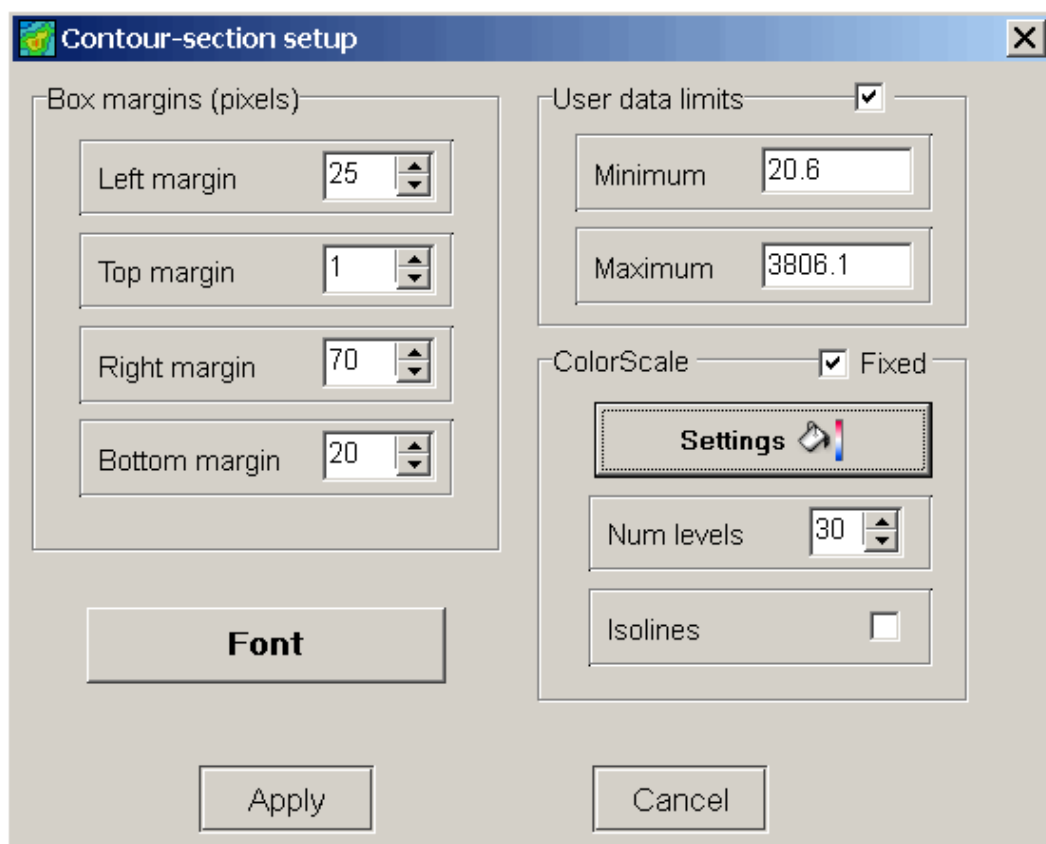 Contour-section setup
Box margins (pixels)
Left margin 25
Top margin 1
Right margin 70
Bottom margin 20
Font
User data limits
Minimum 20.6
Maximum 3806.1
ColorScale Fixed
Settings
Num levels 30
Isolines
Apply Cancel